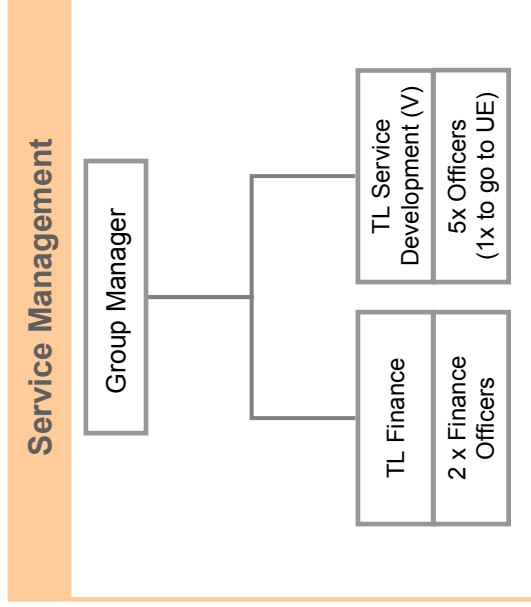 Service Management
Group Manager
TL Finance
2 x Finance
Officers
TL Service
Development (V)
5x Officers
(1x to go to UE)